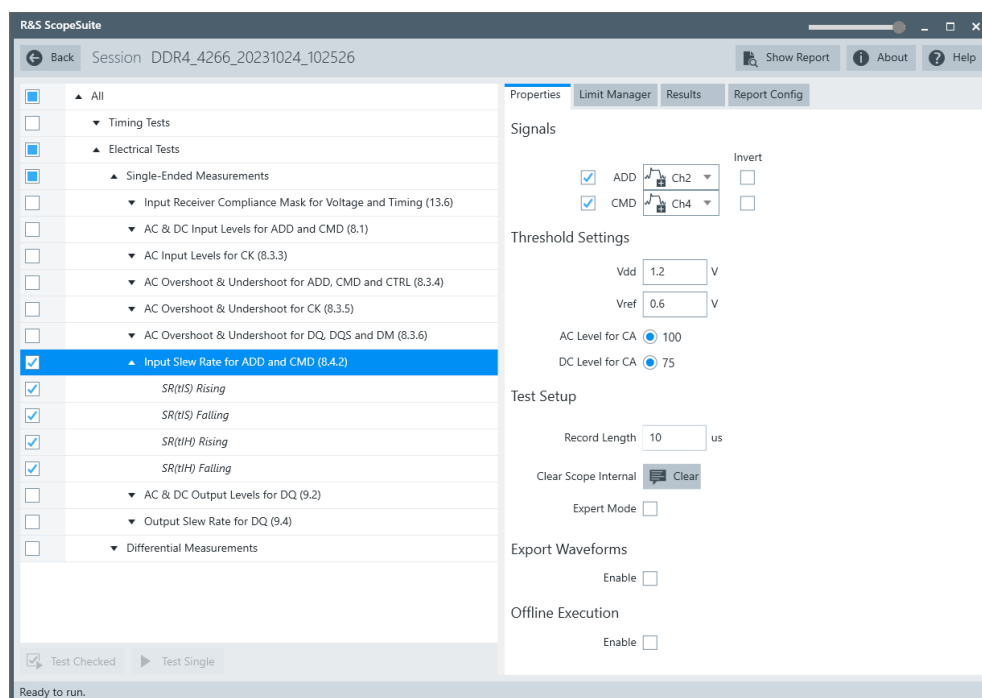 R&S ScopeSuite
Back Session DDR4_4266_20231024_102526 Show Report About Help
All
Timing Tests
Electrical Tests
Single-Ended Measurements
Input Receiver Compliance Mask for Voltage and Timing (13.6)
AC & DC Input Levels for ADD and CMD (8.1)
AC Input Levels for CK (8.3.3)
AC Overshoot & Undershoot for ADD, CMD and CTRL (8.3.4)
AC Overshoot & Undershoot for CK (8.3.5)
AC Overshoot & Undershoot for DQ, DQS and DM (8.3.6)
Input Slew Rate for ADD and CMD (8.4.2)
SR(tIS) Rising
SR(tIS) Falling
SR(tIH) Rising
SR(tIH) Falling
AC & DC Output Levels for DQ (9.2)
Output Slew Rate for DQ (9.4)
Differential Measurements
Test Checked Test Single
Properties Limit Manager Results Report Config
Signals
Invert
ADD Ch2
CMD Ch4
Threshold Settings
Vdd 1.2 V
Vref 0.6 V
AC Level for CA 100
DC Level for CA 75
Test Setup
Record Length 10 us
Clear Scope Internal Clear
Expert Mode
Export Waveforms
Enable
Offline Execution
Enable
Ready to run.